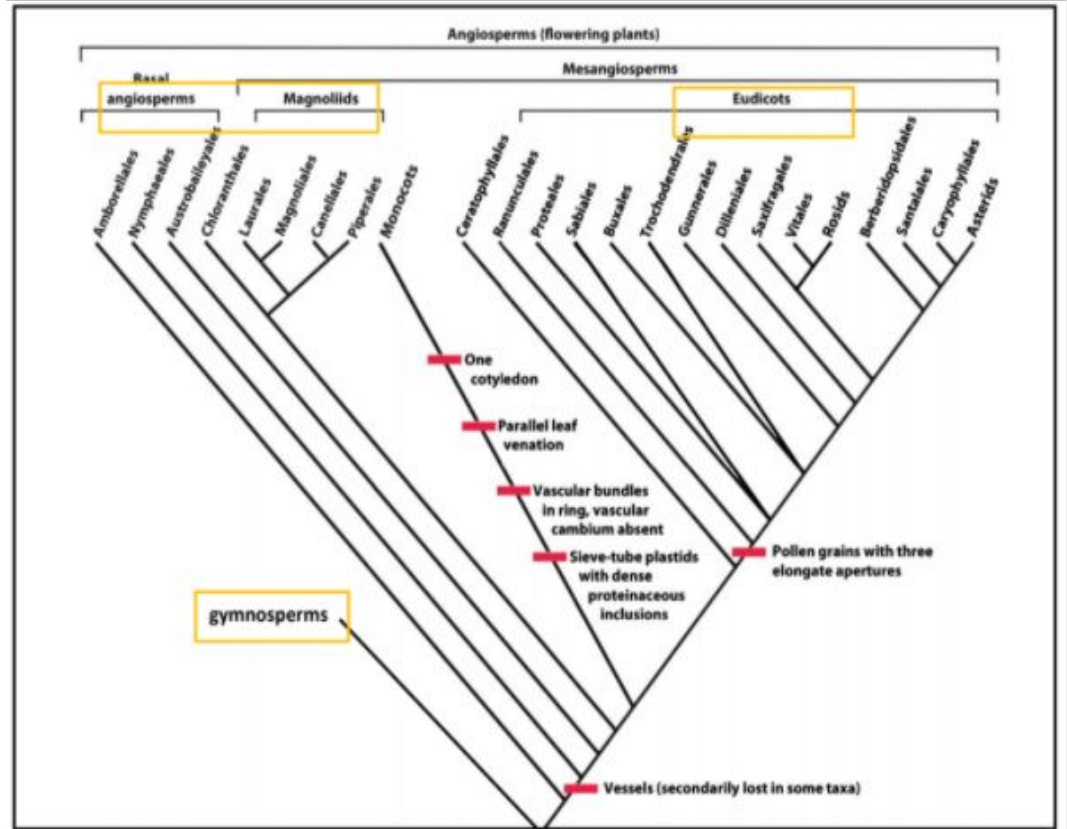 Angiosperms (flowering plants)
Mesangiosperms
Basal
angiosperms
Magnoliids
Eudicots
Amborellales
Nymphaeales
Austrobaileyales
Chloranthales
Laurales
Magnoliales
Canellales
Piperales
Monocots
Ceratophyllales
Ranunculales
Proteales
Sabiales
Buxales
Trochodendrales
Gunnerales
Dilleniales
Saxifragales
Vitales
Rosids
Berberidopsidales
Santalales
Caryophyllales
Asterids
One
cotyledon
Parallel leaf
venation
Vascular bundles
in ring, vascular
cambium absent
Sieve-tube plastids
with dense
proteinaceous
inclusions
Pollen grains with three
elongate apertures
gymnosperms
Vessels (secondarily lost in some taxa)